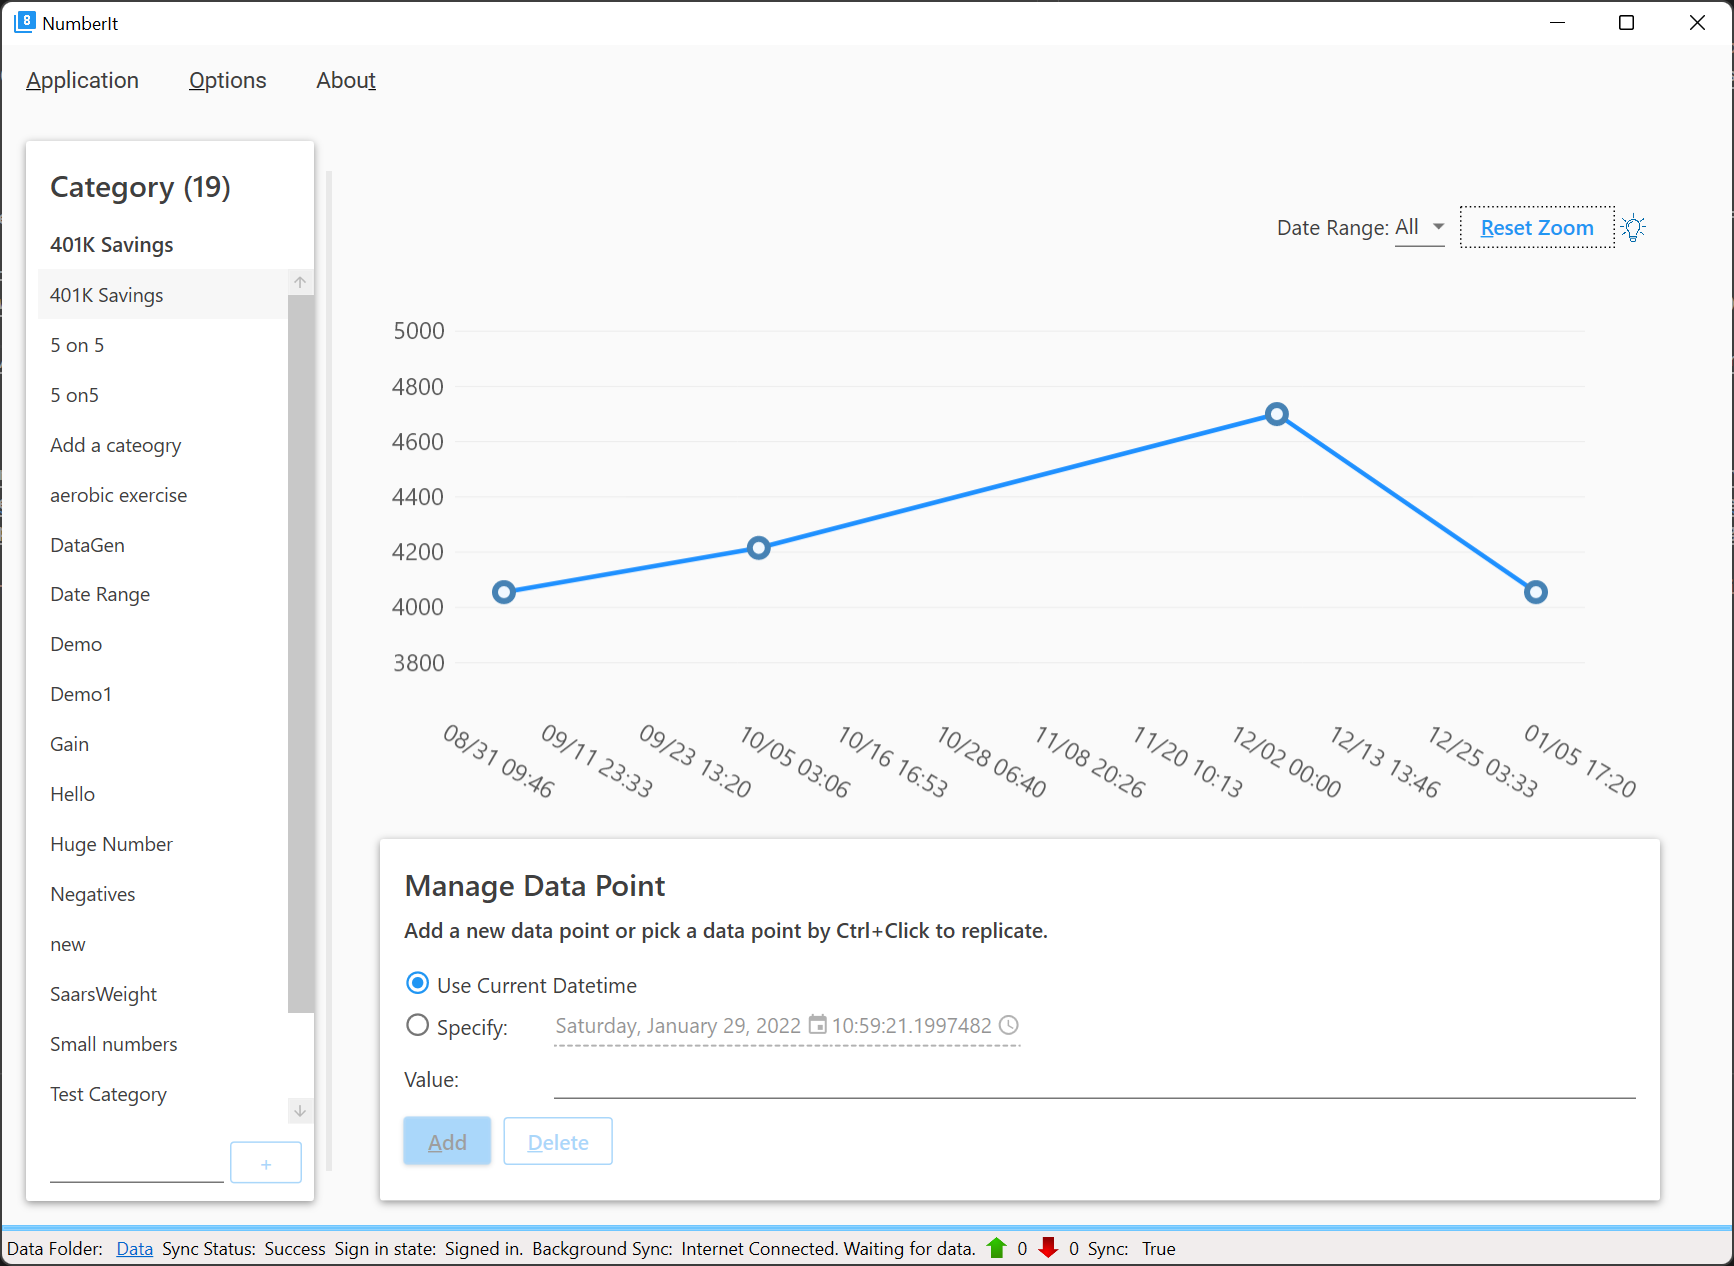 8 NumberIt
Application Options About
Category (19)
401K Savings
401K Savings
5 on 5
5 on5
Add a cateogry
aerobic exercise
DataGen
Date Range
Demo
Demo1
Gain
Hello
Huge Number
Negatives
new
SaarsWeight
Small numbers
Test Category
+
Date Range: All Reset Zoom
5000
4800
4600
4400
4200
4000
3800
08/31 09:46
09/11 23:33
09/23 13:20
10/05 03:06
10/16 16:53
10/28 06:40
11/08 20:26
11/20 10:13
12/02 00:00
12/13 13:46
12/25 03:33
01/05 17:20
Manage Data Point
Add a new data point or pick a data point by Ctrl+Click to replicate.
Use Current Datetime
Specify: Saturday, January 29, 2022 10:59:21.1997482
Value:
Add Delete
Data Folder: Data Sync Status: Success Sign in state: Signed in. Background Sync: Internet Connected. Waiting for data. 0 0 Sync: True